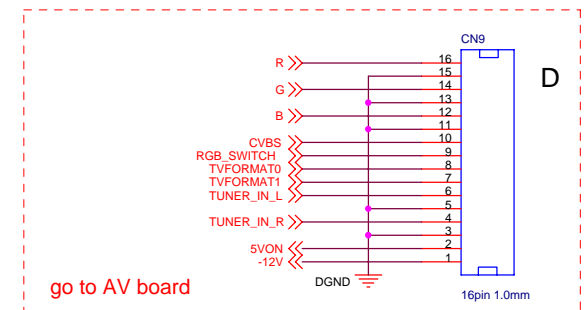 CN9
R 16
15
G 14
13
B 12
11
CVBS 10
RGB_SWITCH 9
TVFORMAT0 8
TVFORMAT1 7
TUNER_IN_L 6
5
TUNER_IN_R 4
3
5VON 2
-12V 1
D
DGND
go to AV board
16pin 1.0mm